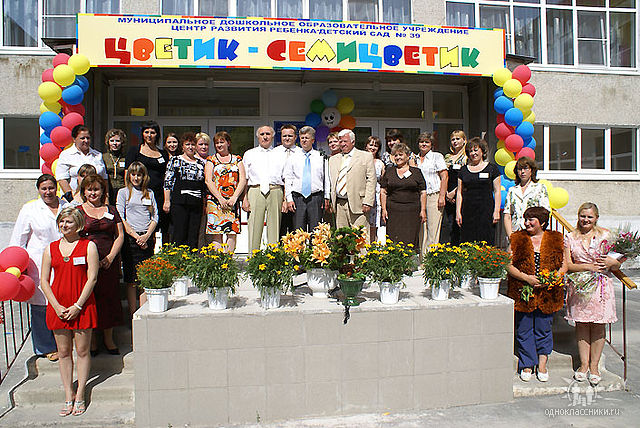 МУНИЦИПАЛЬНОЕ ДОШКОЛЬНОЕ ОБРАЗОВАТЕЛЬНОЕ УЧРЕЖДЕНИЕ
ЦЕНТР РАЗВИТИЯ РЕБЕНКА-ДЕТСКИЙ САД № 39
ЦВЕТИК - СЕМИЦВЕТИК
одноклассники.ru